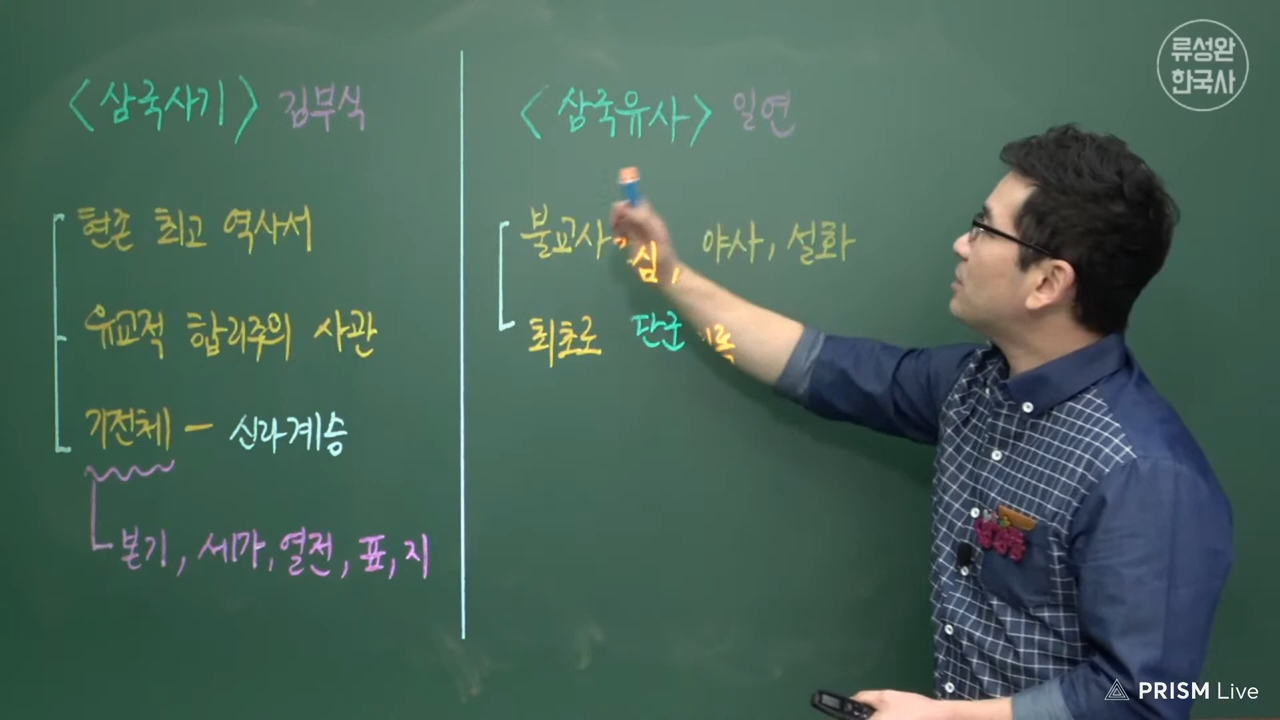 <삼국사기> 김부식
현존 최고 역사서
유교적 합리주의 사관
기전체 - 신라계승
본기, 세가, 열전, 표, 지
<삼국유사> 일연
불교사 심, 야사, 설화
최초로 단군
류성완
한국사
PRISM Live